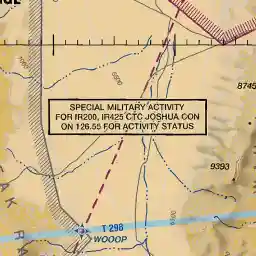 SPECIAL MILITARY ACTIVITY
FOR IR200, IR425 CTC JOSHUA CON
ON 126.55 FOR ACTIVITY STATUS
8745
9393
T 298
WOOOP